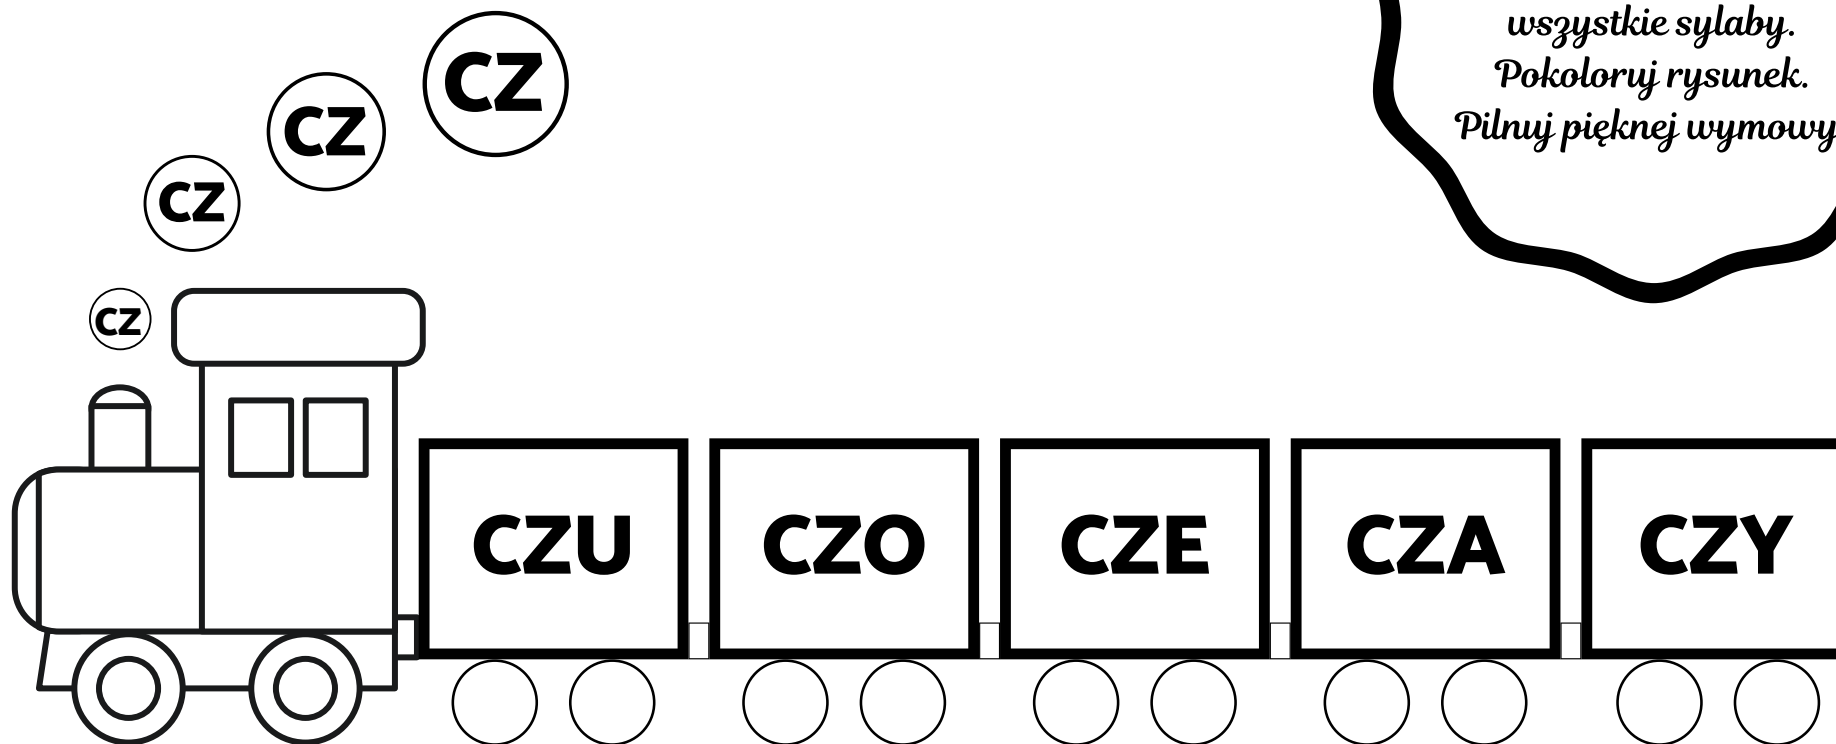 wszystkie sylaby.
Pokoloruj rysunek.
Pilnuj pięknej wymowy
CZ
CZ
CZ
CZ
CZU
CZO
CZE
CZA
CZY